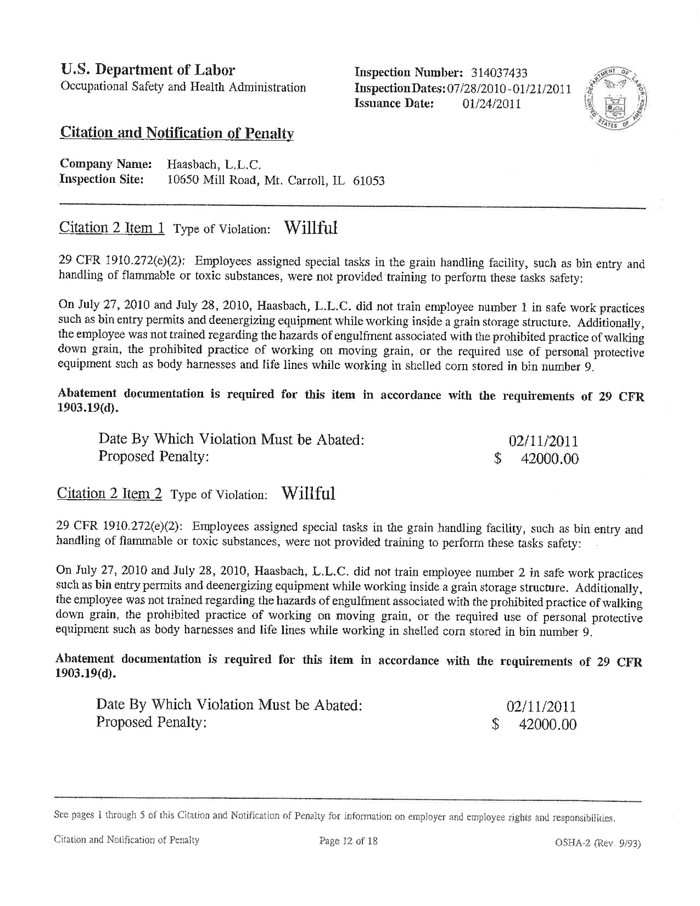 U.S. Department of Labor
Occupational Safety and Health Administration
Inspection Number: 314037433
Inspection Dates: 07/28/2010-01/21/2011
Issuance Date: 01/24/2011
DEPARTMENT OF LABOR
UNITED STATES OF AMERICA
Citation and Notification of Penalty
Company Name: Haasbach, L.L.C.
Inspection Site: 10650 Mill Road, Mt. Carroll, IL 61053
Citation 2 Item 1 Type of Violation: Willful
29 CFR 1910.272(e)(2): Employees assigned special tasks in the grain handling facility, such as bin entry and
handling of flammable or toxic substances, were not provided training to perform these tasks safety:
On July 27, 2010 and July 28, 2010, Haasbach, L.L.C. did not train employee number 1 in safe work practices
such as bin entry permits and deenergizing equipment while working inside a grain storage structure. Additionally,
the employee was not trained regarding the hazards of engulfment associated with the prohibited practice of walking
down grain, the prohibited practice of working on moving grain, or the required use of personal protective
equipment such as body harnesses and life lines while working in shelled corn stored in bin number 9.
Abatement documentation is required for this item in accordance with the requirements of 29 CFR
1903.19(d).
Date By Which Violation Must be Abated: 02/11/2011
Proposed Penalty: $ 42000.00
Citation 2 Item 2 Type of Violation: Willful
29 CFR 1910.272(e)(2): Employees assigned special tasks in the grain handling facility, such as bin entry and
handling of flammable or toxic substances, were not provided training to perform these tasks safety:
On July 27, 2010 and July 28, 2010, Haasbach, L.L.C. did not train employee number 2 in safe work practices
such as bin entry permits and deenergizing equipment while working inside a grain storage structure. Additionally,
the employee was not trained regarding the hazards of engulfment associated with the prohibited practice of walking
down grain, the prohibited practice of working on moving grain, or the required use of personal protective
equipment such as body harnesses and life lines while working in shelled corn stored in bin number 9.
Abatement documentation is required for this item in accordance with the requirements of 29 CFR
1903.19(d).
Date By Which Violation Must be Abated: 02/11/2011
Proposed Penalty: $ 42000.00
See pages 1 through 5 of this Citation and Notification of Penalty for information on employer and employee rights and responsibilities.
Citation and Notification of Penalty Page 12 of 18 OSHA-2 (Rev. 9/93)